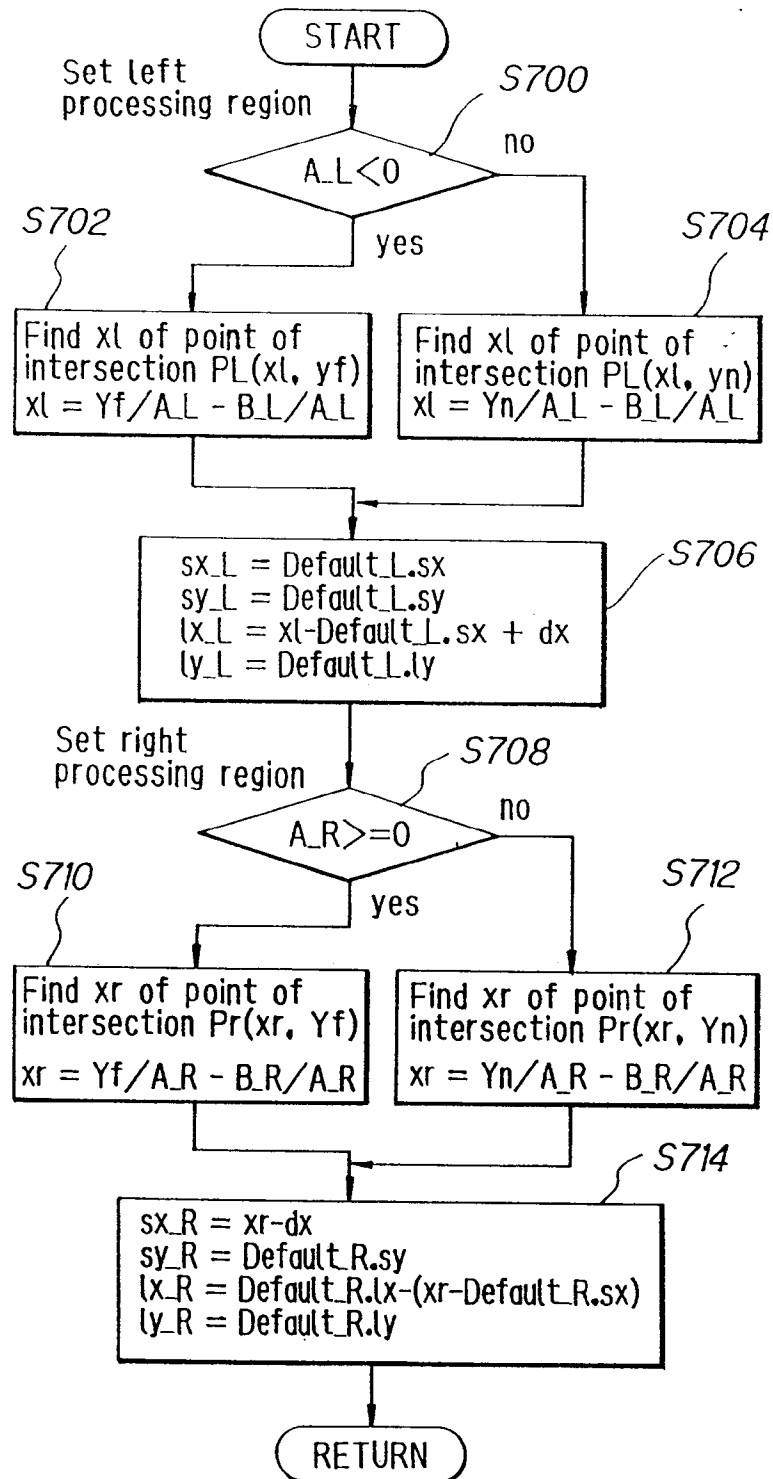 START
Set left
processing region
S700
A_L<0
no
yes
S702
S704
Find xl of point of
intersection PL(xl, yf)
xl = Yf/A_L - B_L/A_L
Find xl of point of
intersection PL(xl, yn)
xl = Yn/A_L - B_L/A_L
S706
sx_L = Default_L.sx
sy_L = Default_L.sy
lx_L = xl-Default_L.sx + dx
ly_L = Default_L.ly
Set right
processing region
S708
A_R>=0
no
yes
S710
S712
Find xr of point of
intersection Pr(xr, Yf)
xr = Yf/A_R - B_R/A_R
Find xr of point of
intersection Pr(xr, Yn)
xr = Yn/A_R - B_R/A_R
S714
sx_R = xr-dx
sy_R = Default_R.sy
lx_R = Default_R.lx-(xr-Default_R.sx)
ly_R = Default_R.ly
RETURN